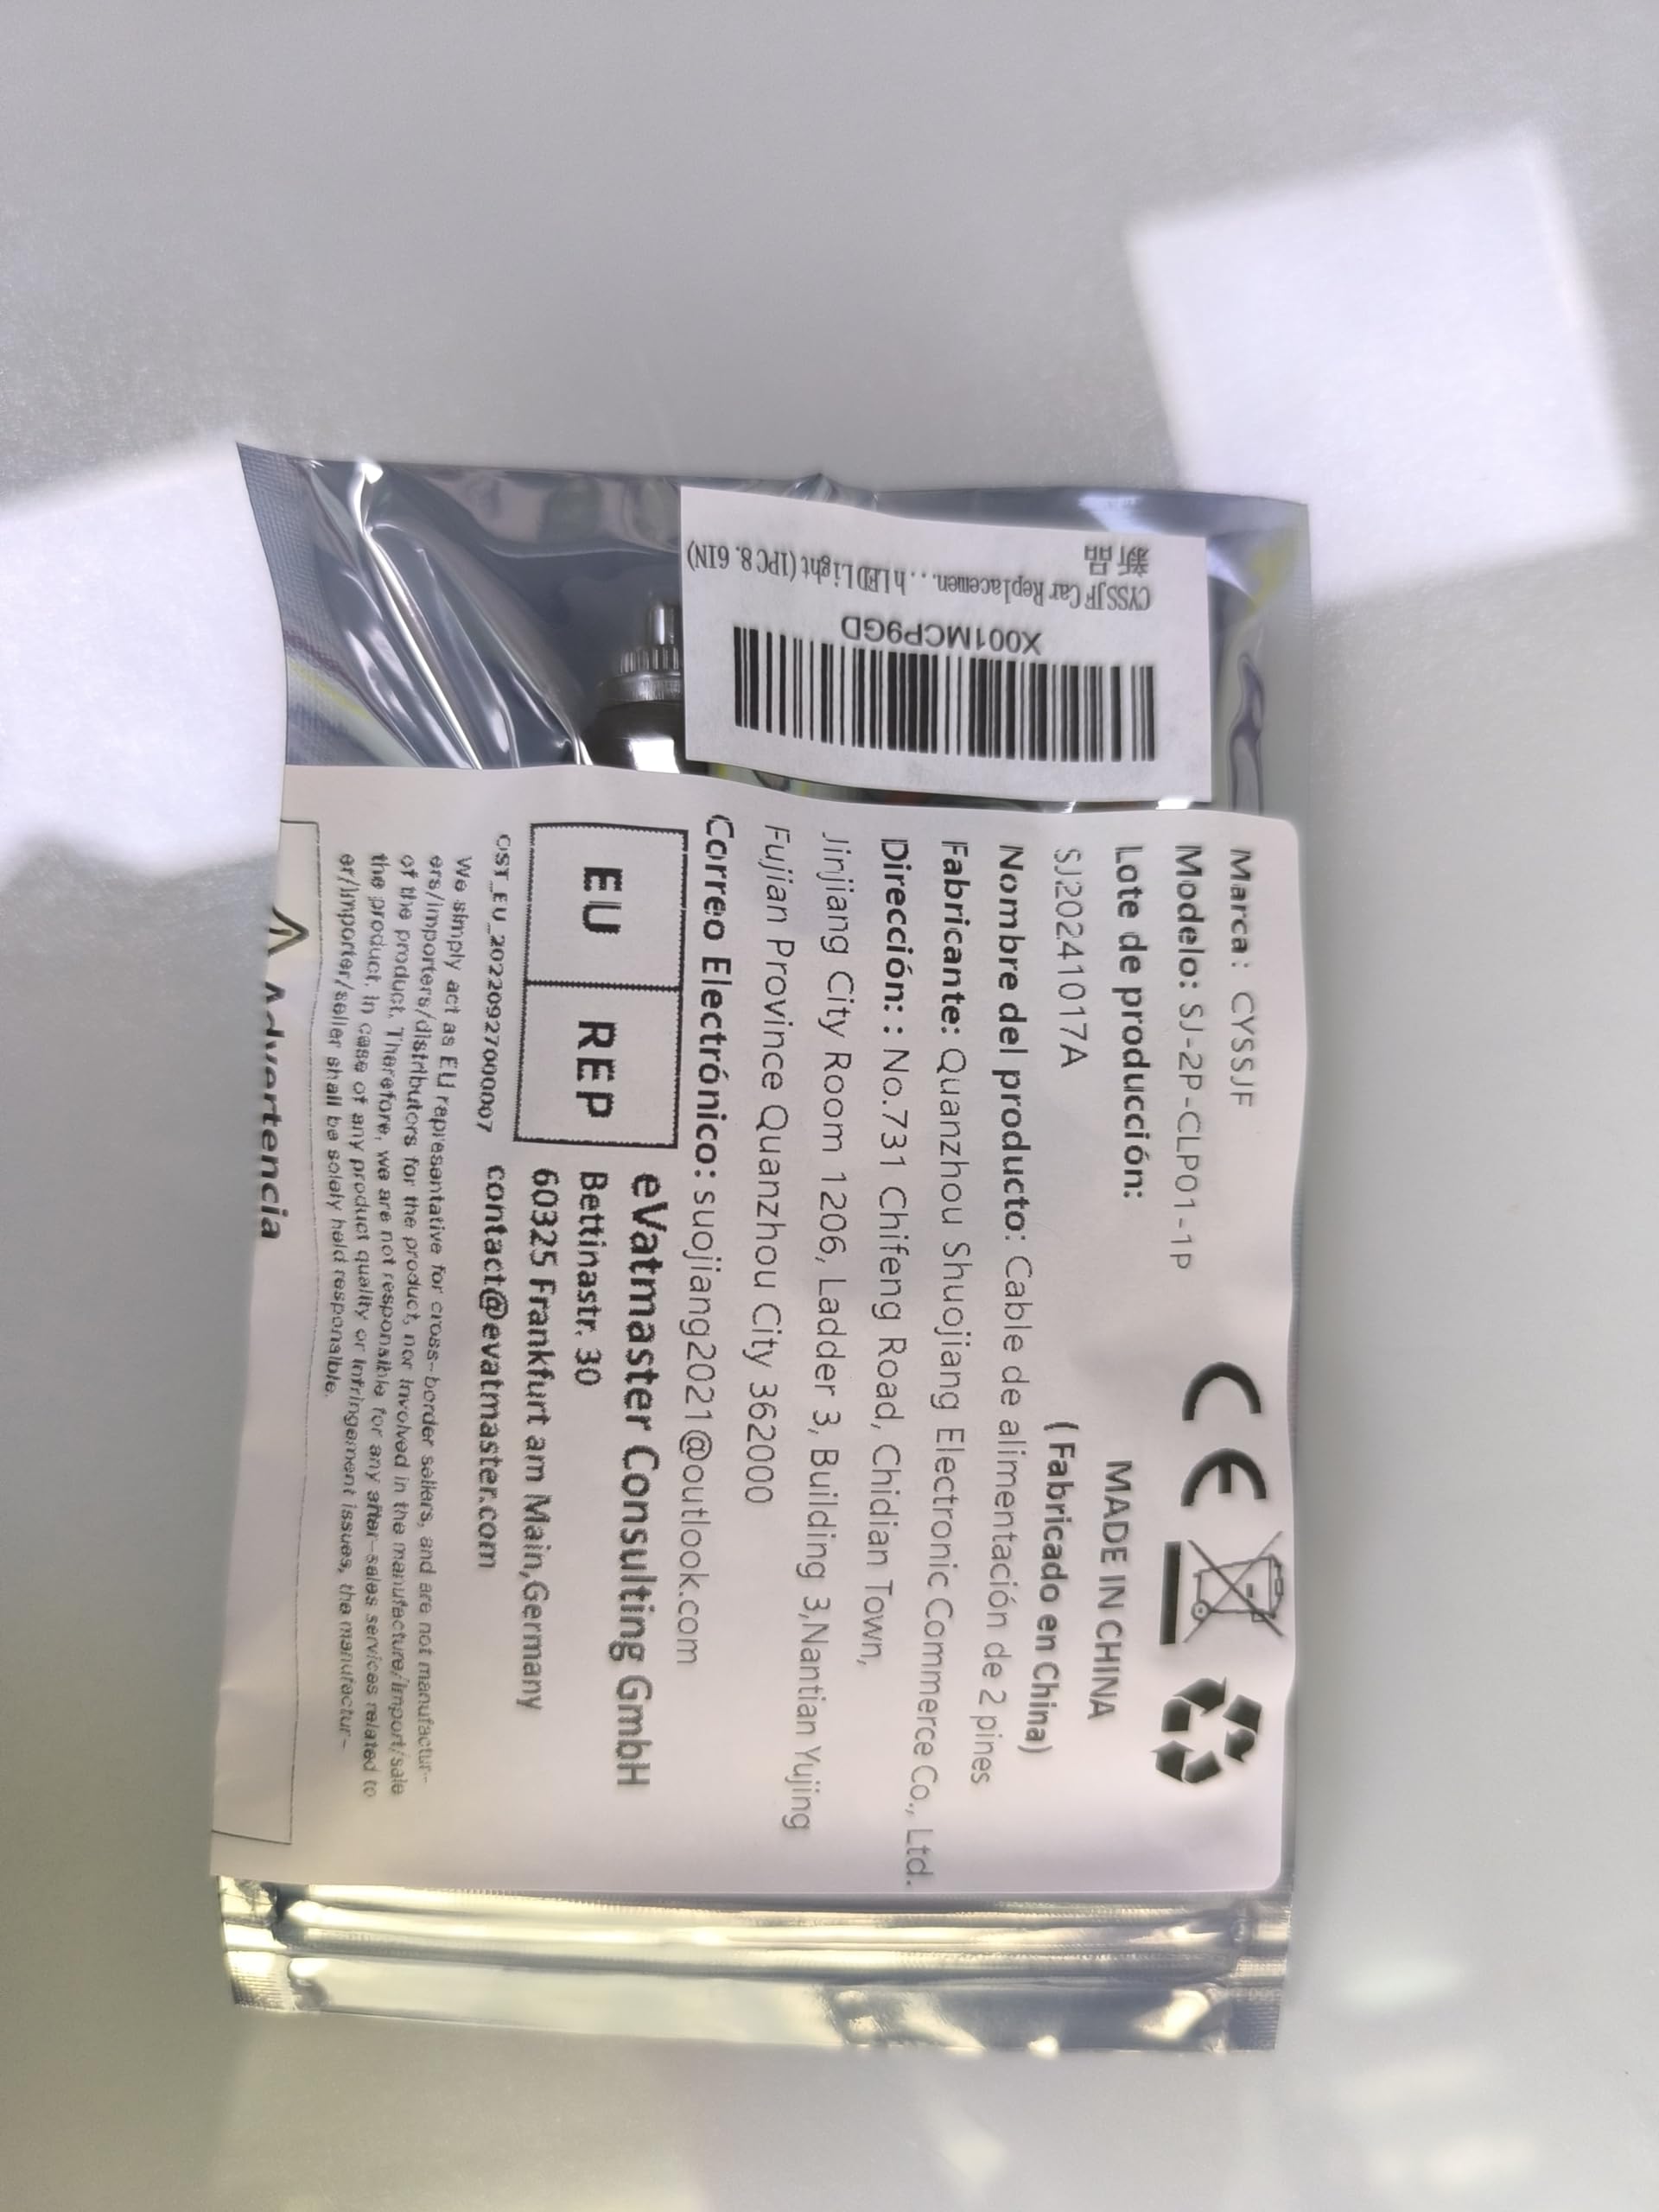 新品
CYSSJF Car Replacemen...h LED Light (1PC 8.6IN)
X001MCP9GD
Marca: CYSSJF
Modelo: SJ-2P-CLP01-1P
Lote de producción:
MADE IN CHINA
SJ20241017A
( Fabricado en China)
Nombre del producto: Cable de alimentación de 2 pines
Fabricante: Quanzhou Shuojiang Electronic Commerce Co., Ltd.
Dirección: : No.731 Chifeng Road, Chidian Town,
Jinjiang City Room 1206, Ladder 3, Building 3,Nantian Yujing
Fujian Province Quanzhou City 362000
Correo Electrónico: suojiang2021@outlook.com
EU REP
eVatmaster Consulting GmbH
Bettinastr. 30
60325 Frankfurt am Main,Germany
contact@evatmaster.com
CST_EU_20220927000007
We simply act as EU representative for cross-border sellers, and are not manufactur-
ers/importers/distributors for the product, nor involved in the manufacture/import/sale
of the product. Therefore, we are not responsible for any after-sales services related to
the product. In case of any product quality or infringement issues, the manufactur-
er/importer/seller shall be solely held responsible.
Advertencia